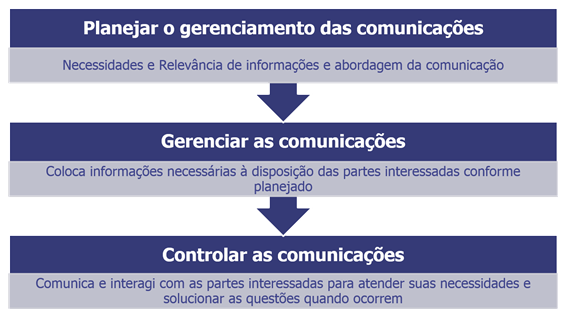 Planejar o gerenciamento das comunicações
Necessidades e Relevância de informações e abordagem da comunicação
Gerenciar as comunicações
Coloca informações necessárias à disposição das partes interessadas conforme
planejado
Controlar as comunicações
Comunica e interagi com as partes interessadas para atender suas necessidades e
solucionar as questões quando ocorrem